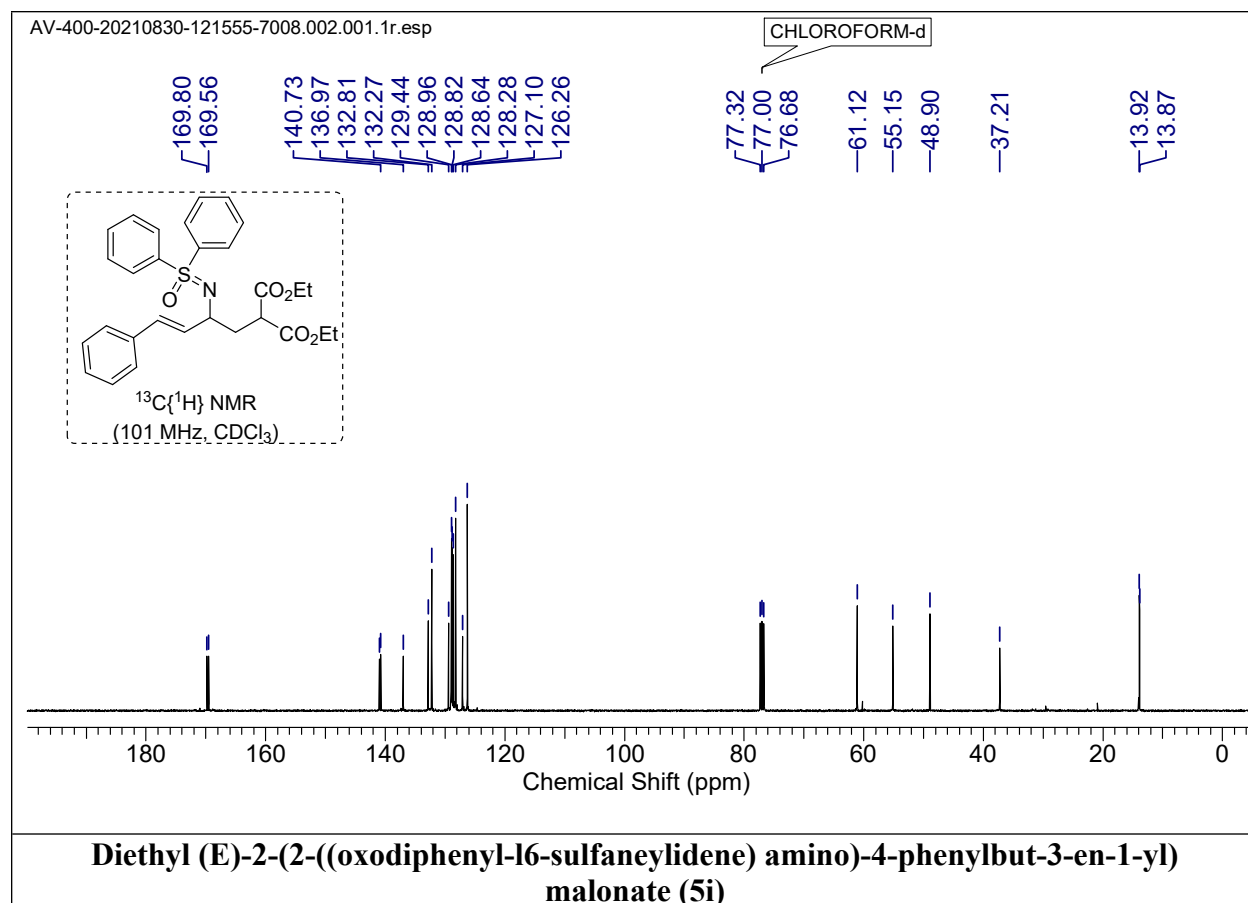 AV-400-20210830-121555-7008.002.001.1r.esp
CHLOROFORM-d
169.80
169.56
140.73
136.97
132.81
132.27
129.44
128.96
128.82
128.64
128.28
127.10
126.26
77.32
77.00
76.68
61.12
55.15
48.90
37.21
13.92
13.87
S
O
N
CO₂Et
CO₂Et
¹³C{¹H} NMR
(101 MHz, CDCl₃)
180 160 140 120 100 80 60 40 20 0
Chemical Shift (ppm)
Diethyl (E)-2-(2-((oxodiphenyl-l6-sulfaneylidene) amino)-4-phenylbut-3-en-1-yl)
malonate (5i)